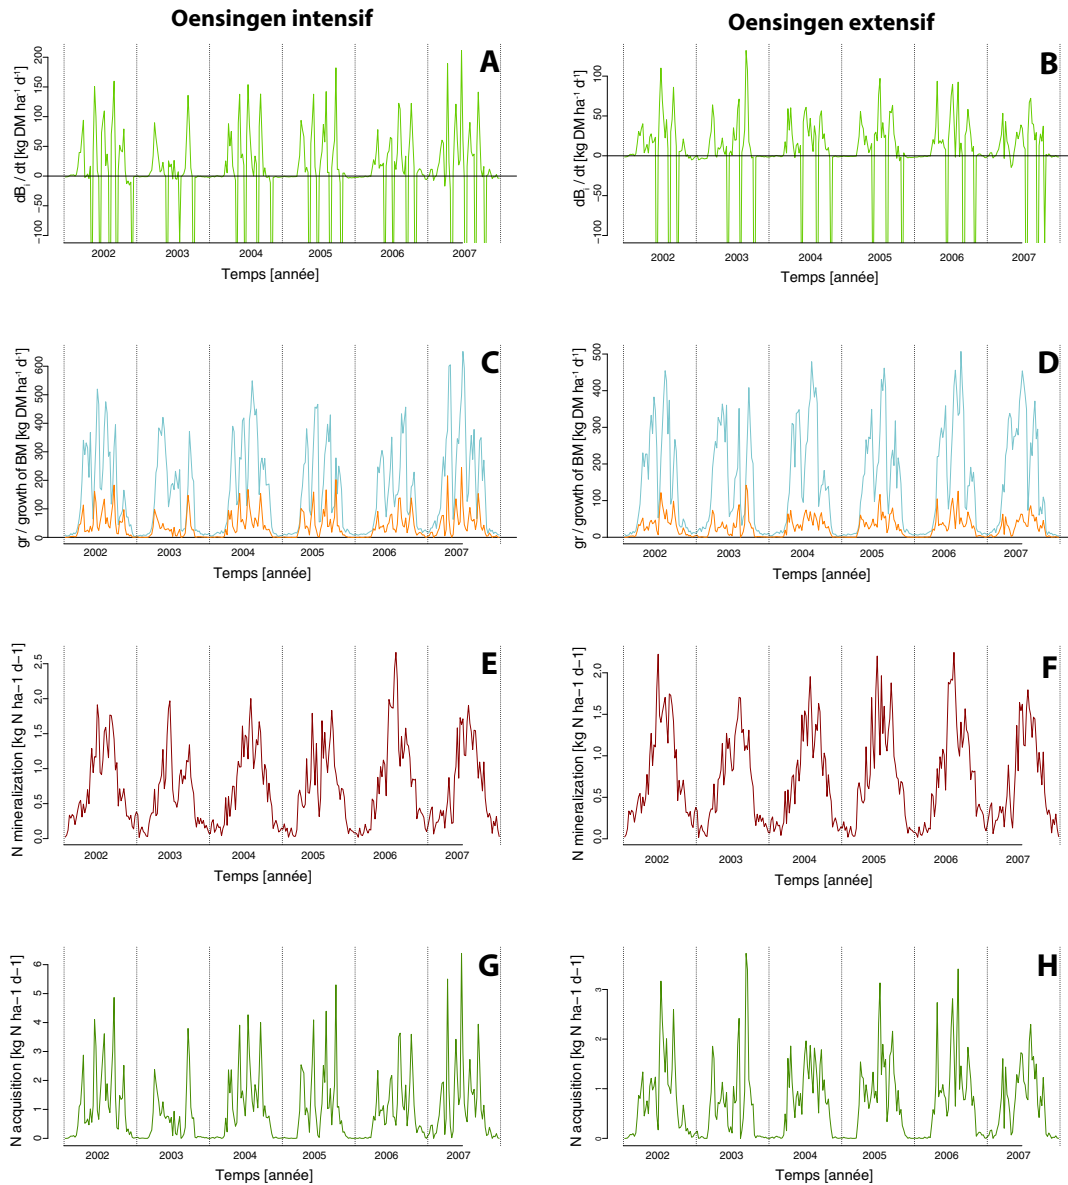 Oensingen intensif
Oensingen extensif
A
dBi / dt [kg DM ha⁻¹ d⁻¹]
−100 −50 0 50 100 150 200
2002 2003 2004 2005 2006 2007
Temps [année]
B
dBi / dt [kg DM ha⁻¹ d⁻¹]
−100 −50 0 50 100
2002 2003 2004 2005 2006 2007
Temps [année]
C
gr / growth of BM [kg DM ha⁻¹ d⁻¹]
0 100 200 300 400 500 600
2002 2003 2004 2005 2006 2007
Temps [année]
D
gr / growth of BM [kg DM ha⁻¹ d⁻¹]
0 100 200 300 400 500
2002 2003 2004 2005 2006 2007
Temps [année]
E
N mineralization [kg N ha−1 d−1]
0.0 0.5 1.0 1.5 2.0 2.5
2002 2003 2004 2005 2006 2007
Temps [année]
F
N mineralization [kg N ha−1 d−1]
0.0 0.5 1.0 1.5 2.0
2002 2003 2004 2005 2006 2007
Temps [année]
G
N acquisition [kg N ha−1 d−1]
0 1 2 3 4 5 6
2002 2003 2004 2005 2006 2007
Temps [année]
H
N acquisition [kg N ha−1 d−1]
0 1 2 3
2002 2003 2004 2005 2006 2007
Temps [année]